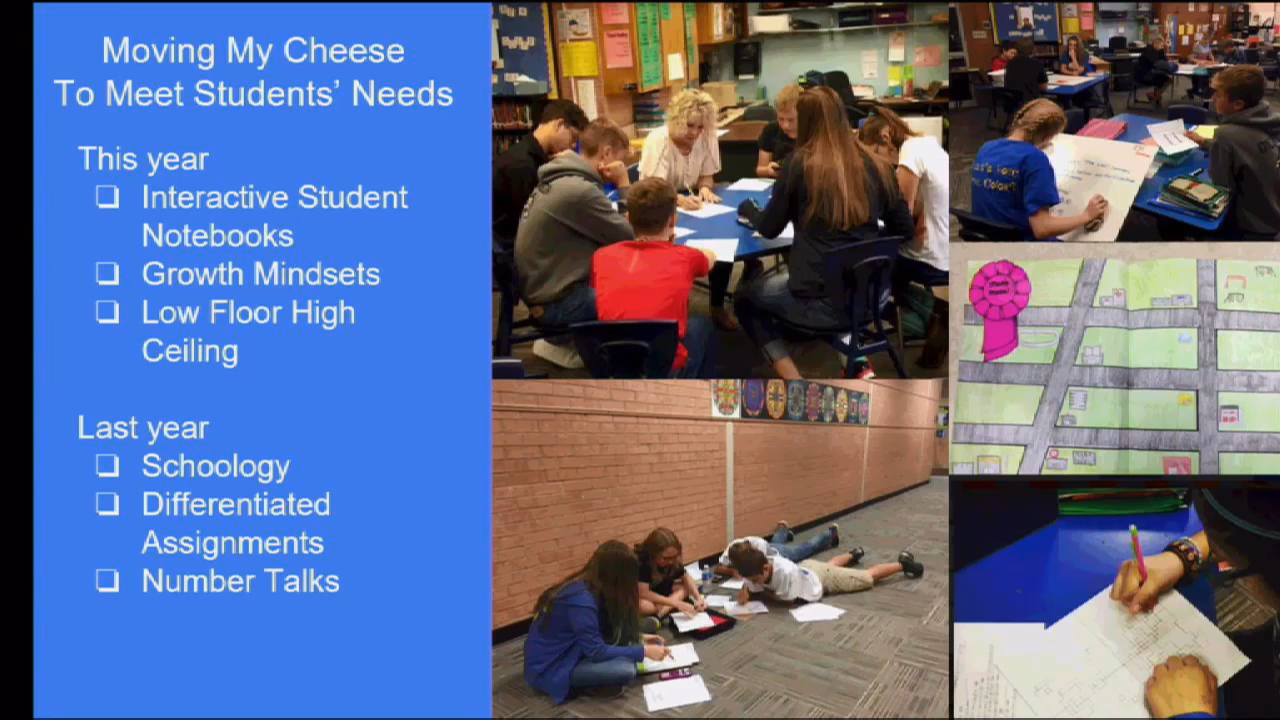 Moving My Cheese
To Meet Students’ Needs
This year
❏ Interactive Student
Notebooks
❏ Growth Mindsets
❏ Low Floor High
Ceiling
Last year
❏ Schoology
❏ Differentiated
Assignments
❏ Number Talks